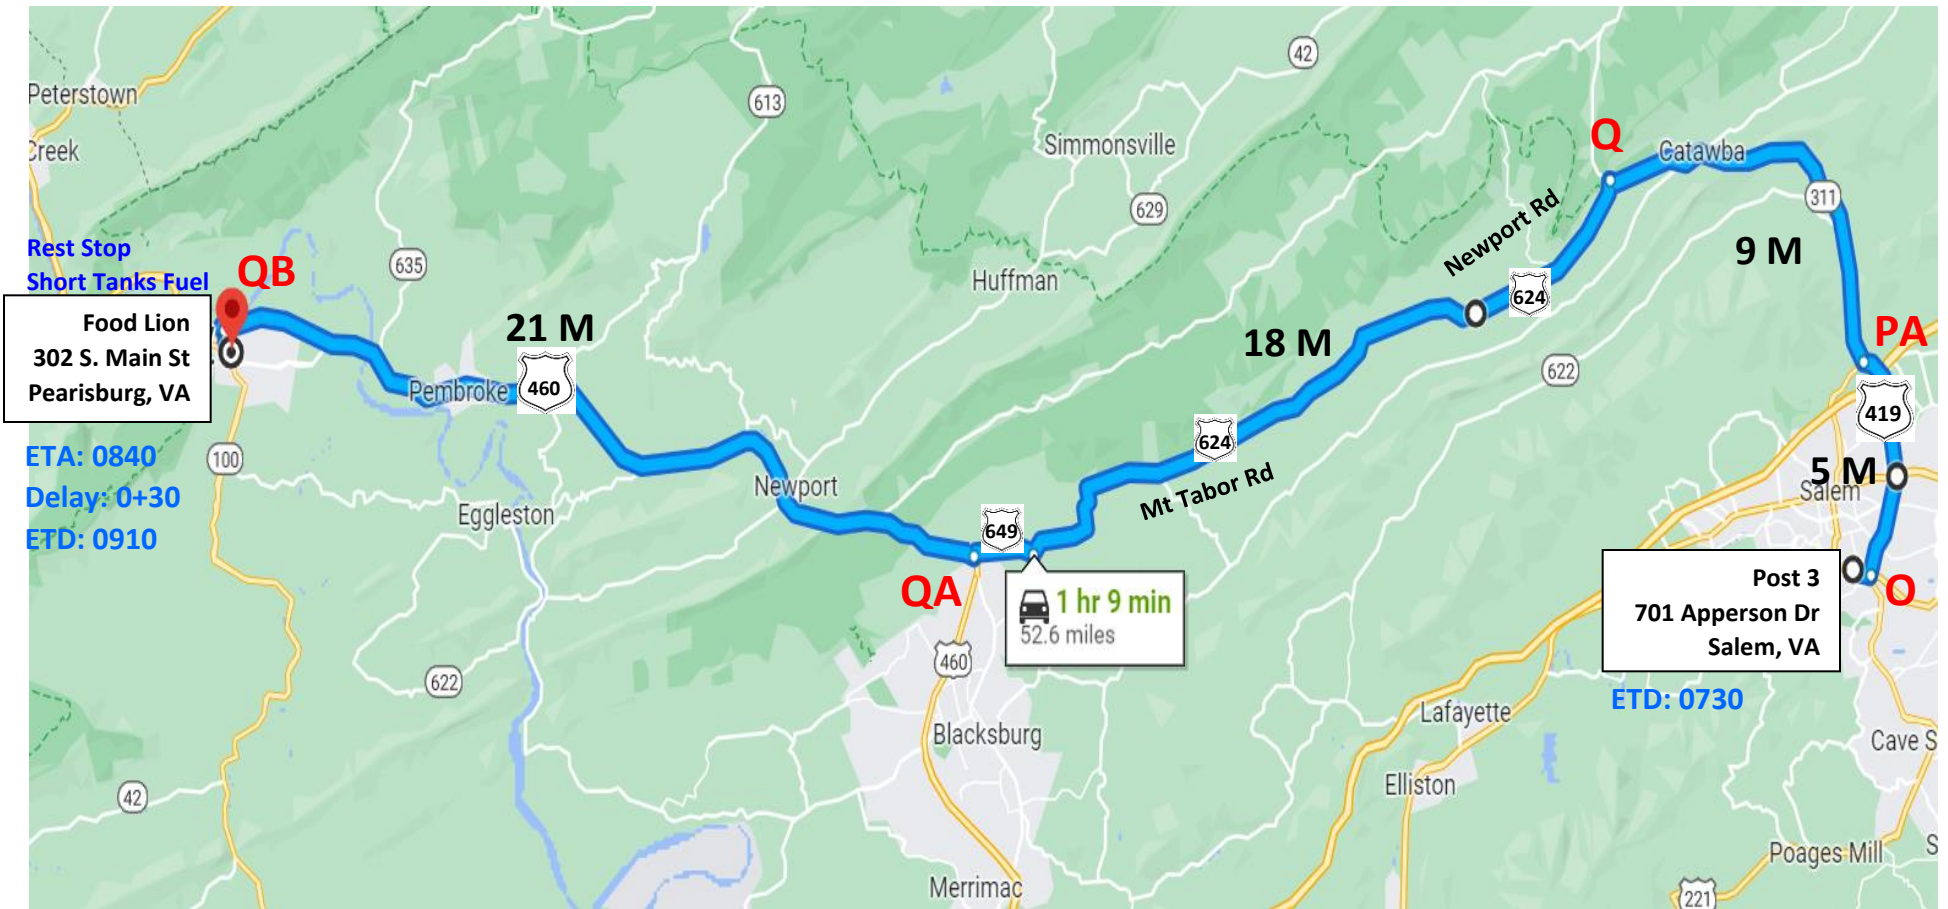 42
613
Peterstown
Creek
Simmonsville
Q
Catawba
311
629
Newport Rd
Rest Stop
Short Tanks Fuel
QB
635
Huffman
9 M
624
Food Lion
302 S. Main St
Pearisburg, VA
21 M
460
Pembroke
18 M
622
PA
419
ETA: 0840
Delay: 0+30
ETD: 0910
100
Eggleston
Newport
624
Mt Tabor Rd
5 M
Salem
649
QA
1 hr 9 min
52.6 miles
Post 3
701 Apperson Dr
Salem, VA
O
ETD: 0730
460
622
Blacksburg
Lafayette
Cave S
42
Elliston
Merrimac
Poages Mill
S
221